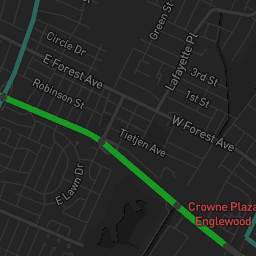 Green St
Lafayette Pl
Circle Dr
E Forest Ave
3rd St
1st St
Robinson St
W Forest Ave
Tietjen Ave
E Lawn Dr
Crowne Plaza
Englewood